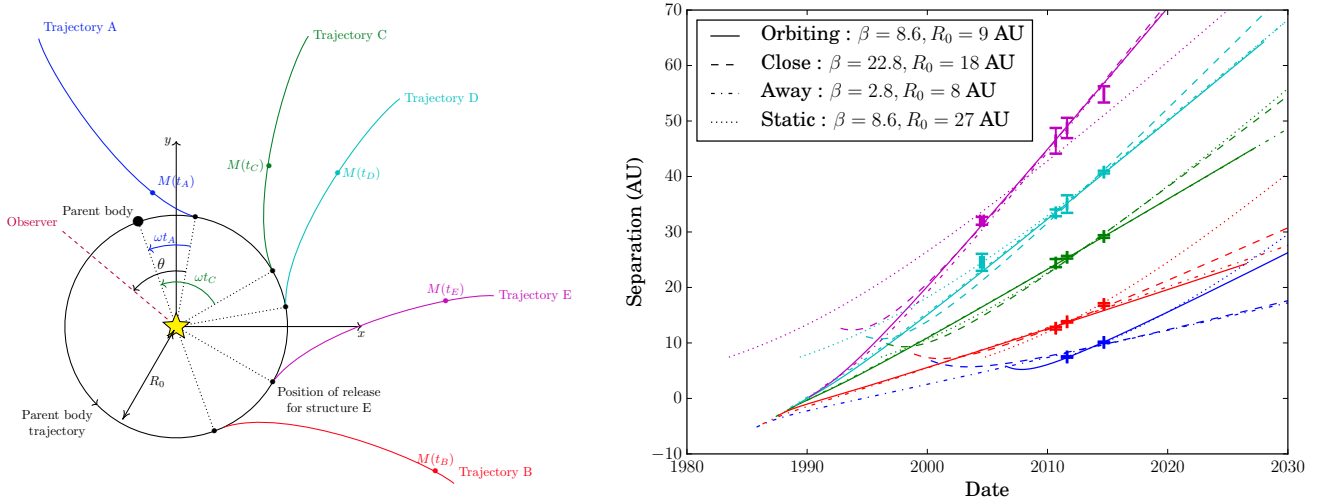 Trajectory A
Trajectory C
Trajectory D
y
M(t_C)
M(t_D)
M(t_A)
Parent body
Observer
ωt_A
θ
ωt_C
M(t_E)
Trajectory E
x
R_0
Position of release
for structure E
Parent body
trajectory
M(t_B)
Trajectory B
70
60
50
40
30
20
10
0
−10
Separation (AU)
Orbiting : β = 8.6, R_0 = 9 AU
Close : β = 22.8, R_0 = 18 AU
Away : β = 2.8, R_0 = 8 AU
Static : β = 8.6, R_0 = 27 AU
1980 1990 2000 2010 2020 2030
Date